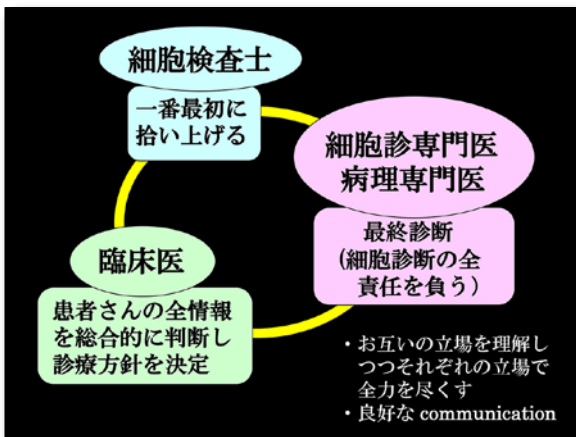 細胞検査士
一番最初に
拾い上げる
細胞診専門医
病理専門医
最終診断
(細胞診断の全
責任を負う)
臨床医
患者さんの全情報
を総合的に判断し
診療方針を決定
・お互いの立場を理解し
つつそれぞれの立場で
全力を尽くす
・良好な communication